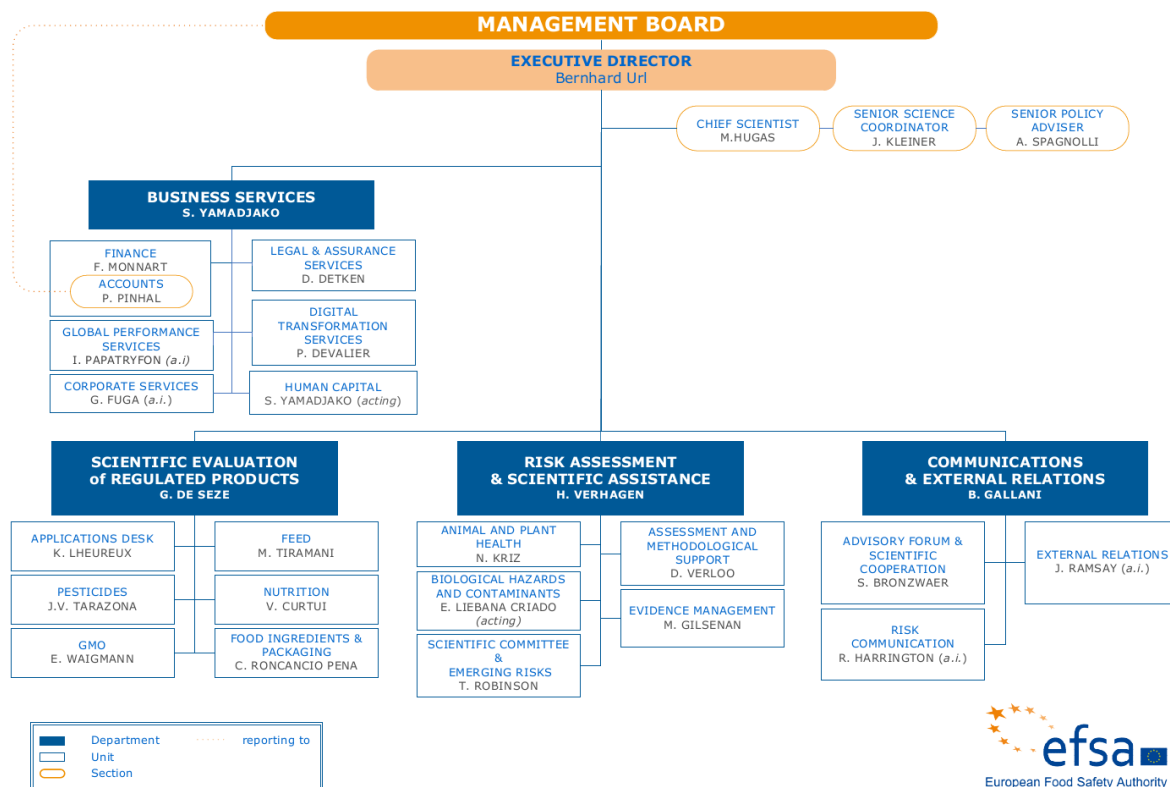 MANAGEMENT BOARD
EXECUTIVE DIRECTOR
Bernhard Url
CHIEF SCIENTIST
M.HUGAS
SENIOR SCIENCE
COORDINATOR
J. KLEINER
SENIOR POLICY
ADVISER
A. SPAGNOLLI
BUSINESS SERVICES
S. YAMADJAKO
FINANCE
F. MONNART
ACCOUNTS
P. PINHAL
LEGAL & ASSURANCE
SERVICES
D. DETKEN
GLOBAL PERFORMANCE
SERVICES
I. PAPATRYFON (a.i)
DIGITAL
TRANSFORMATION
SERVICES
P. DEVALIER
CORPORATE SERVICES
G. FUGA (a.i.)
HUMAN CAPITAL
S. YAMADJAKO (acting)
SCIENTIFIC EVALUATION
of REGULATED PRODUCTS
G. DE SEZE
APPLICATIONS DESK
K. LHEUREUX
FEED
M. TIRAMANI
PESTICIDES
J.V. TARAZONA
NUTRITION
V. CURTUI
GMO
E. WAIGMANN
FOOD INGREDIENTS &
PACKAGING
C. RONCANCIO PENA
RISK ASSESSMENT
& SCIENTIFIC ASSISTANCE
H. VERHAGEN
ANIMAL AND PLANT
HEALTH
N. KRIZ
ASSESSMENT AND
METHODOLOGICAL
SUPPORT
D. VERLOO
BIOLOGICAL HAZARDS
AND CONTAMINANTS
E. LIEBANA CRIADO
(acting)
EVIDENCE MANAGEMENT
M. GILSENAN
SCIENTIFIC COMMITTEE
&
EMERGING RISKS
T. ROBINSON
COMMUNICATIONS
& EXTERNAL RELATIONS
B. GALLANI
ADVISORY FORUM &
SCIENTIFIC
COOPERATION
S. BRONZWAER
EXTERNAL RELATIONS
J. RAMSAY (a.i.)
RISK
COMMUNICATION
R. HARRINGTON (a.i.)
Department
reporting to
Unit
Section
efsa
European Food Safety Authority